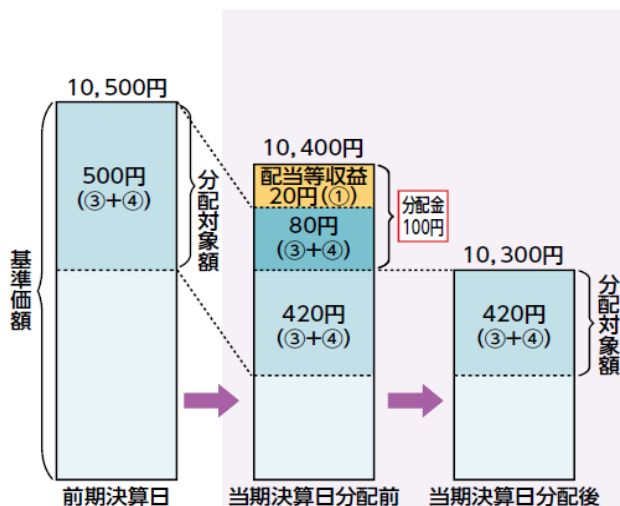 10,500円
500円
(③+④)
分配対象額
基準価額
前期決算日
10,400円
配当等収益
20円(①)
80円
(③+④)
420円
(③+④)
分配金
100円
当期決算日分配前
10,300円
420円
(③+④)
分配対象額
当期決算日分配後